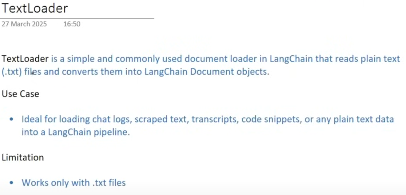 TextLoader
27 March 2025 16:50
TextLoader is a simple and commonly used document loader in LangChain that reads plain text
(.txt) files and converts them into LangChain Document objects.
Use Case
• Ideal for loading chat logs, scraped text, transcripts, code snippets, or any plain text data
into a LangChain pipeline.
Limitation
• Works only with .txt files